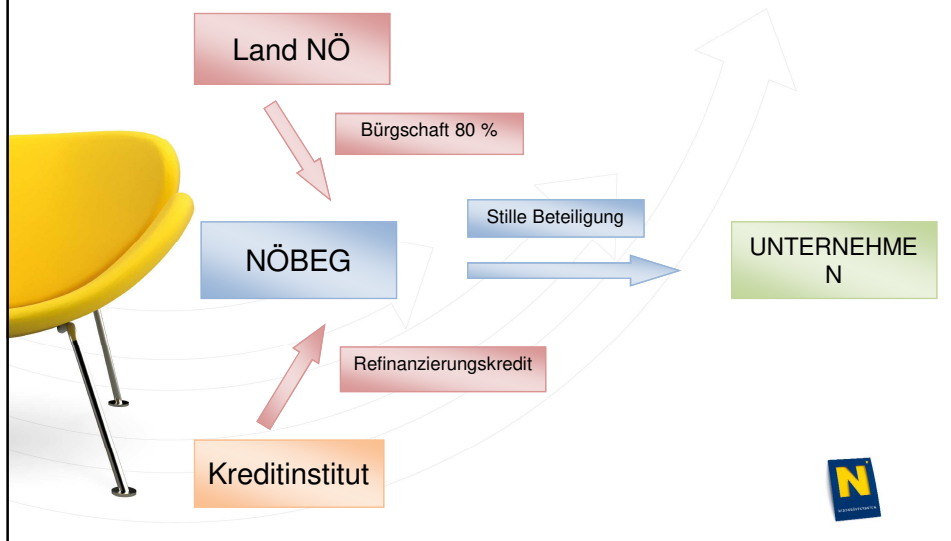 Land NÖ
Bürgschaft 80 %
Stille Beteiligung
NÖBEG
UNTERNEHME
N
Refinanzierungskredit
Kreditinstitut
N